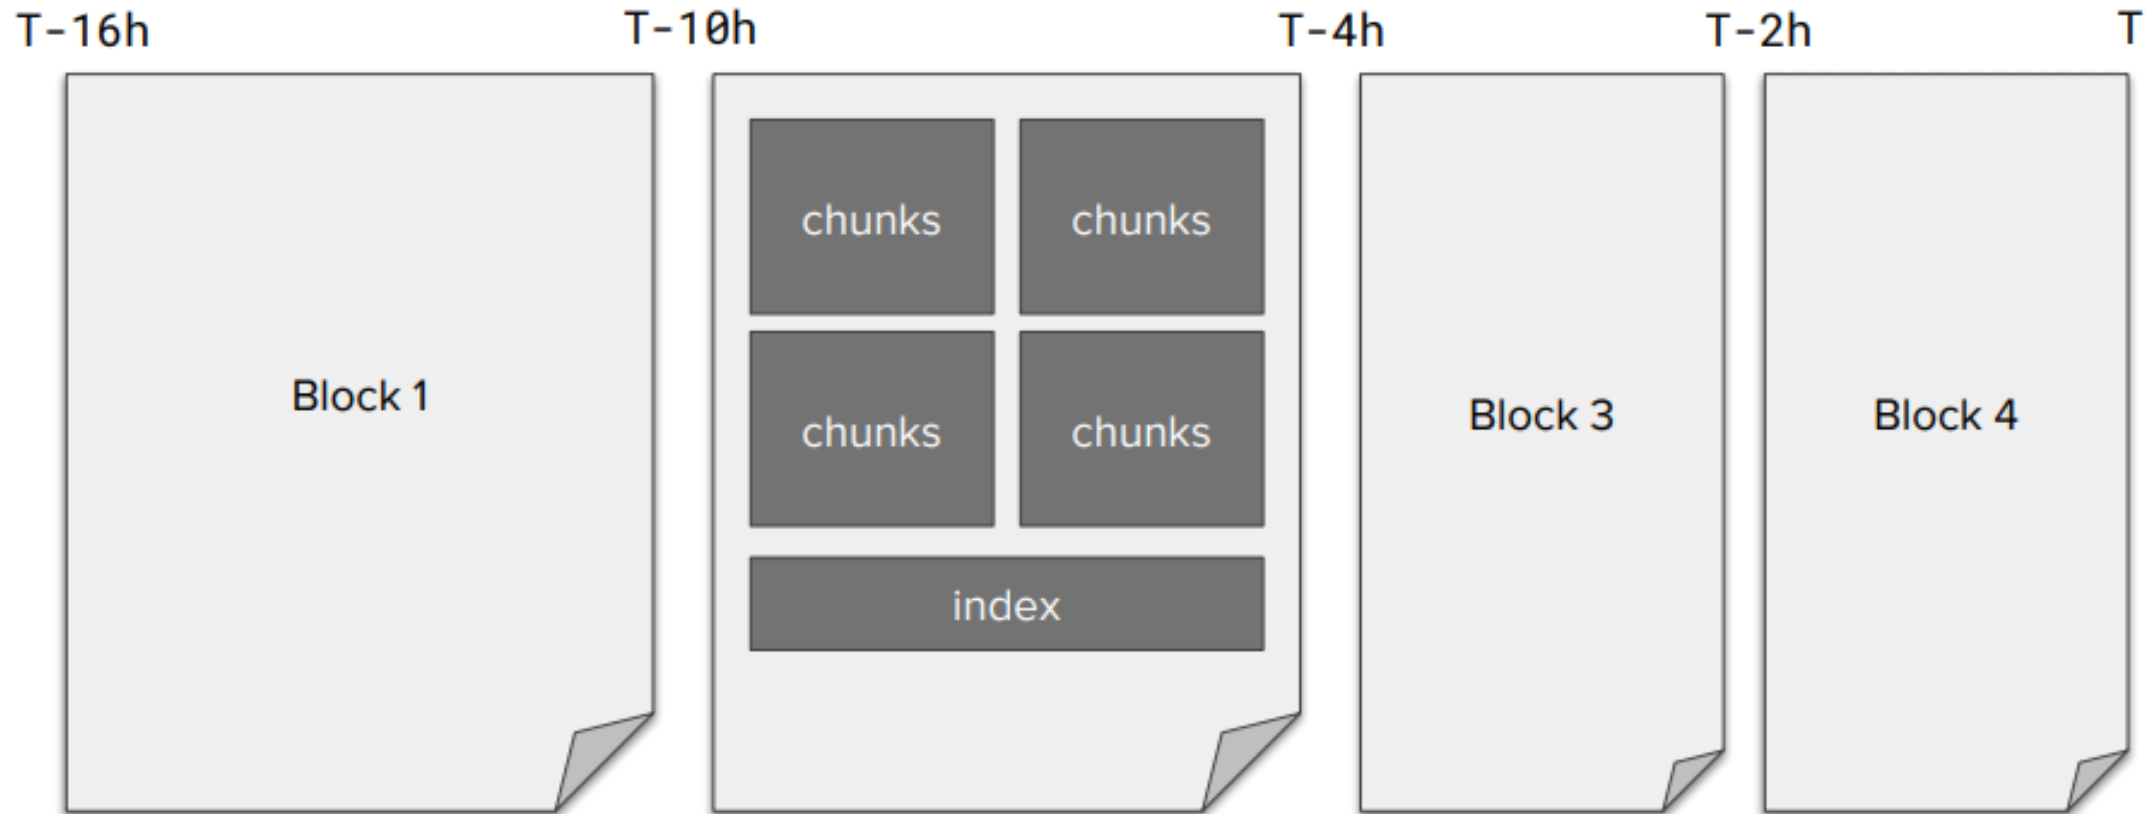 T-16h T-10h T-4h T-2h T
chunks chunks
Block 1
Block 3 Block 4
chunks chunks
index